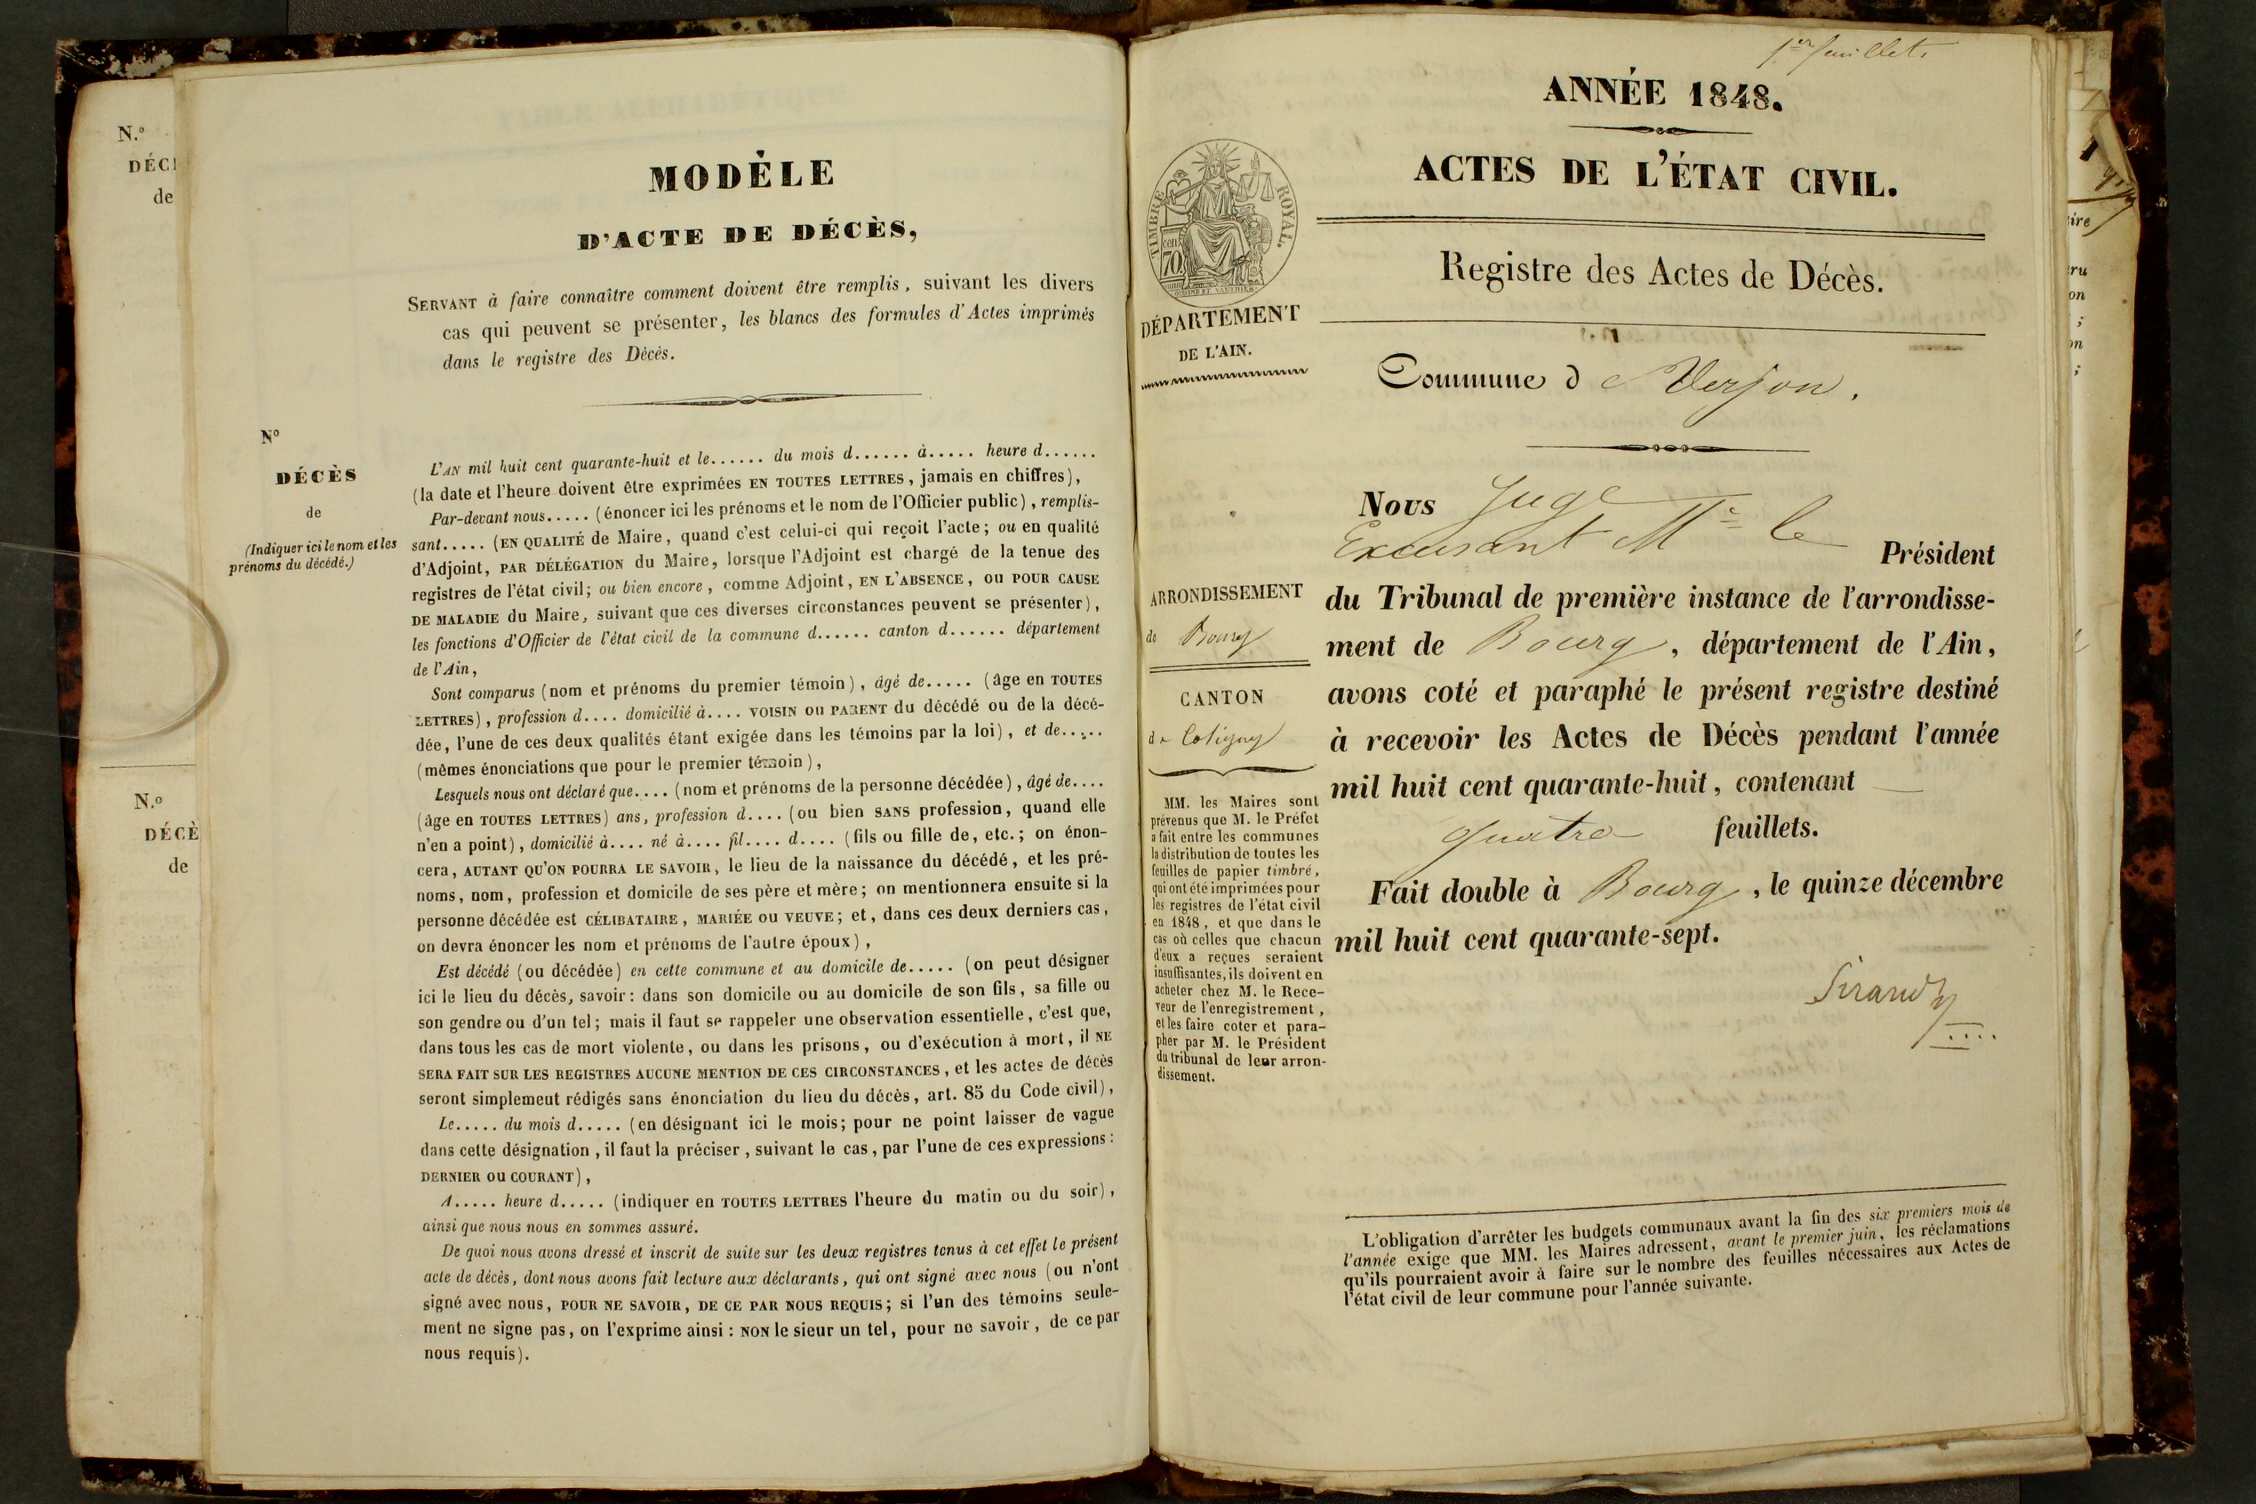 N.º
DÉC
de
N.º
DÉCÈ
de
MODÈLE
D'ACTE DE DÉCÈS,
SERVANT à faire connaître comment doivent être remplis, suivant les divers
cas qui peuvent se présenter, les blancs des formules d'Actes imprimés
dans le registre des Décès.
Nº
DÉCÈS
de
(Indiquer ici le nom et les
prénoms du décédé.)
L'AN mil huit cent quarante-huit et le...... du mois d...... à..... heure d......
(la date et l'heure doivent être exprimées EN TOUTES LETTRES, jamais en chiffres),
Par-devant nous..... (énoncer ici les prénoms et le nom de l'Officier public), remplis-
sant..... (EN QUALITÉ de Maire, quand c'est celui-ci qui reçoit l'acte; ou en qualité
d'Adjoint, PAR DÉLÉGATION du Maire, lorsque l'Adjoint est chargé de la tenue des
registres de l'état civil; ou bien encore, comme Adjoint, EN L'ABSENCE, OU POUR CAUSE
DE MALADIE du Maire, suivant que ces diverses circonstances peuvent se présenter),
les fonctions d'Officier de l'état civil de la commune d...... canton d...... département
de l'Ain,
Sont comparus (nom et prénoms du premier témoin), âgé de..... (âge en TOUTES
LETTRES), profession d.... domicilié à.... VOISIN OU PARENT du décédé ou de la décé-
dée, l'une de ces deux qualités étant exigée dans les témoins par la loi), et de.....
(mêmes énonciations que pour le premier témoin),
Lesquels nous ont déclaré que.... (nom et prénoms de la personne décédée), âgé de....
(âge en TOUTES LETTRES) ans, profession d.... (ou bien SANS profession, quand elle
n'en a point), domicilié à.... né à.... fil.... d.... (fils ou fille de, etc.; on énon-
cera, AUTANT QU'ON POURRA LE SAVOIR, le lieu de la naissance du décédé, et les pré-
noms, nom, profession et domicile de ses père et mère; on mentionnera ensuite si la
personne décédée est CÉLIBATAIRE, MARIÉE OU VEUVE; et, dans ces deux derniers cas,
on devra énoncer les nom et prénoms de l'autre époux),
Est décédé (ou décédée) en cette commune et au domicile de..... (on peut désigner
ici le lieu du décès, savoir: dans son domicile ou au domicile de son fils, sa fille ou
son gendre ou d'un tel; mais il faut se rappeler une observation essentielle, c'est que,
dans tous les cas de mort violente, ou dans les prisons, ou d'exécution à mort, il NE
SERA FAIT SUR LES REGISTRES AUCUNE MENTION DE CES CIRCONSTANCES, et les actes de décès
seront simplement rédigés sans énonciation du lieu du décès, art. 85 du Code civil),
Le..... du mois d..... (en désignant ici le mois; pour ne point laisser de vague
dans cette désignation, il faut la préciser, suivant le cas, par l'une de ces expressions:
DERNIER OU COURANT),
A..... heure d..... (indiquer en TOUTES LETTRES l'heure du matin ou du soir),
ainsi que nous nous en sommes assuré.
De quoi nous avons dressé et inscrit de suite sur les deux registres tenus à cet effet le présent
acte de décès, dont nous avons fait lecture aux déclarants, qui ont signé avec nous (ou n'ont
signé avec nous, POUR NE SAVOIR, DE CE PAR NOUS REQUIS; si l'un des témoins seule-
ment ne signe pas, on l'exprime ainsi: NON le sieur un tel, pour ne savoir, de ce par
nous requis).
1.er feuillet.
ANNÉE 1848.
ACTES DE L'ÉTAT CIVIL.
TIMBRE ROYAL.
cen. 70
DÉPARTEMENT
DE L'AIN.
Registre des Actes de Décès.
Commune d Verjon.
ARRONDISSEMENT
de Bourg
CANTON
de Coligny
MM. les Maires sont
prévenus que M. le Préfet
a fait entre les communes
la distribution de toutes les
feuilles de papier timbré,
qui ont été imprimées pour
les registres de l'état civil
en 1848, et que dans le
cas où celles que chacun
d'eux a reçues seraient
insuffisantes, ils doivent en
acheter chez M. le Rece-
veur de l'enregistrement,
et les faire coter et para-
pher par M. le Président
du tribunal de leur arron-
dissement.
Nous Juge
Excusant Mr le Président
du Tribunal de première instance de l'arrondisse-
ment de Bourg, département de l'Ain,
avons coté et paraphé le présent registre destiné
à recevoir les Actes de Décès pendant l'année
mil huit cent quarante-huit, contenant
quatre feuillets.
Fait double à Bourg, le quinze décembre
mil huit cent quarante-sept.
Sirand
L'obligation d'arrêter les budgets communaux avant la fin des six premiers mois de
l'année exige que MM. les Maires adressent, avant le premier juin, les réclamations
qu'ils pourraient avoir à faire sur le nombre des feuilles nécessaires aux Actes de
l'état civil de leur commune pour l'année suivante.